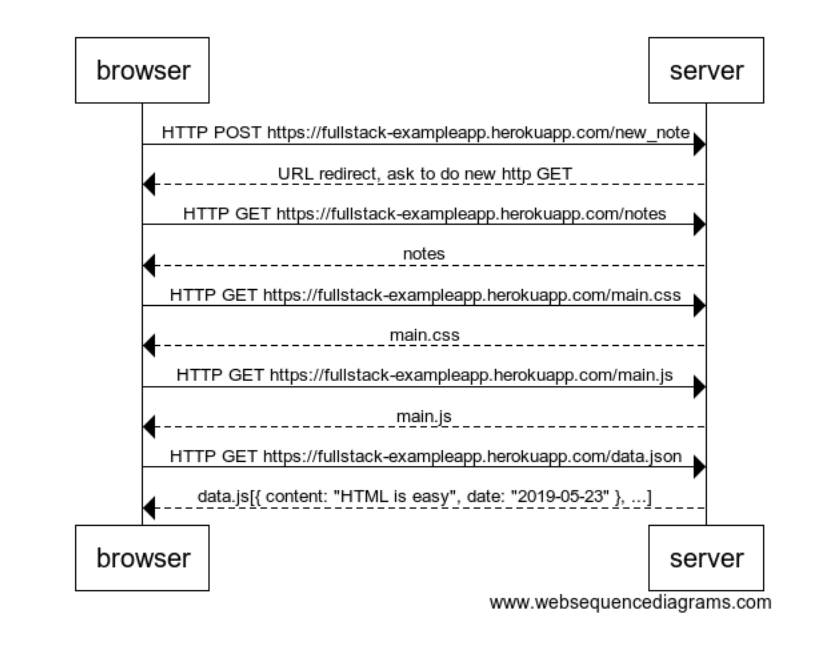 browser server
HTTP POST https://fullstack-exampleapp.herokuapp.com/new_note
URL redirect, ask to do new http GET
HTTP GET https://fullstack-exampleapp.herokuapp.com/notes
notes
HTTP GET https://fullstack-exampleapp.herokuapp.com/main.css
main.css
HTTP GET https://fullstack-exampleapp.herokuapp.com/main.js
main.js
HTTP GET https://fullstack-exampleapp.herokuapp.com/data.json
data.js[{ content: "HTML is easy", date: "2019-05-23" }, ...]
browser server
www.websequencediagrams.com